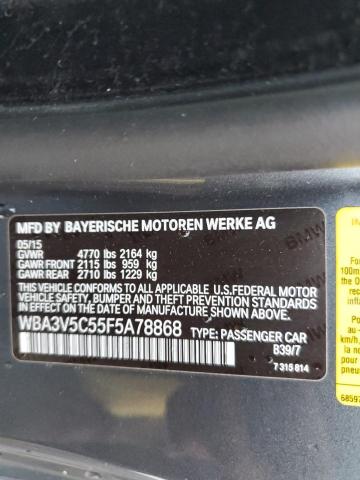 MFD BY BAYERISCHE MOTOREN WERKE AG
05/15
GVWR 4770 lbs 2164 kg
GAWR FRONT 2115 lbs 959 kg
GAWR REAR 2710 lbs 1229 kg
THIS VEHICLE CONFORMS TO ALL APPLICABLE U.S.FEDERAL MOTOR
VEHICLE SAFETY, BUMPER, AND THEFT PREVENTION STANDARDS
IN EFFECT ON THE DATE OF MANUFACTURE SHOWN ABOVE.
WBA3V5C55F5A78868 TYPE: PASSENGER CAR
B39/7
7 315 814
BMW
100m
km/h,